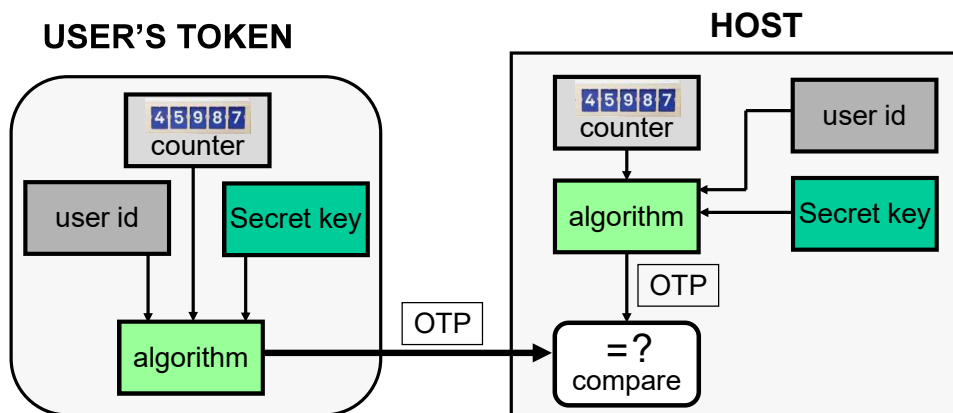 USER'S TOKEN
45987
counter
user id
Secret key
algorithm
OTP
HOST
45987
counter
user id
algorithm
Secret key
OTP
=?
compare